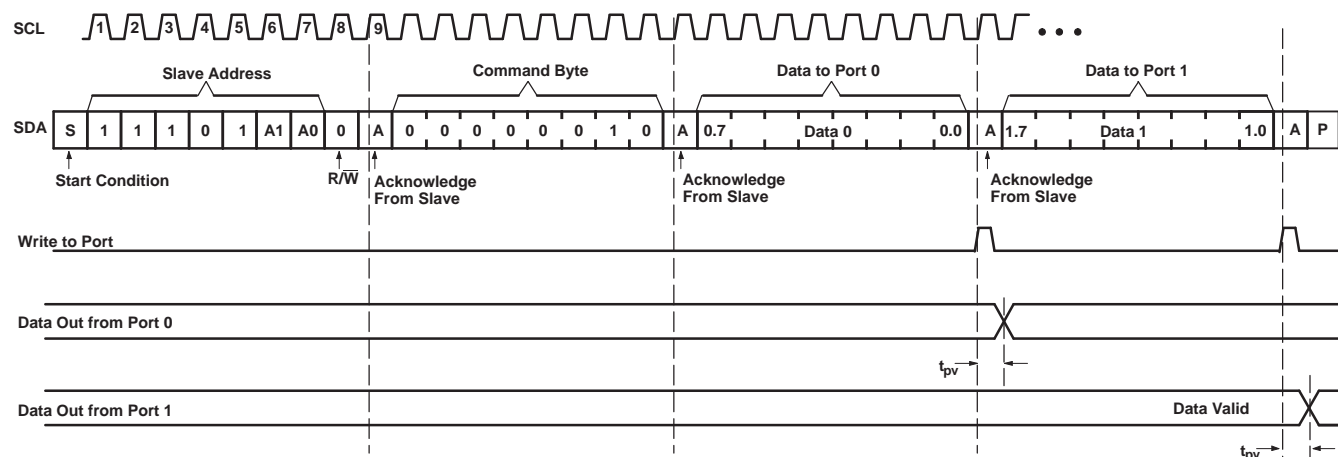 SCL 1 2 3 4 5 6 7 8 9 • • •
Slave Address Command Byte Data to Port 0 Data to Port 1
SDA S 1 1 1 0 1 A1 A0 0 A 0 0 0 0 0 0 1 0 A 0.7 Data 0 0.0 A 1.7 Data 1 1.0 A P
Start Condition R/W̅ Acknowledge From Slave Acknowledge From Slave Acknowledge From Slave
Write to Port
Data Out from Port 0
tpv
Data Out from Port 1 Data Valid
tpv